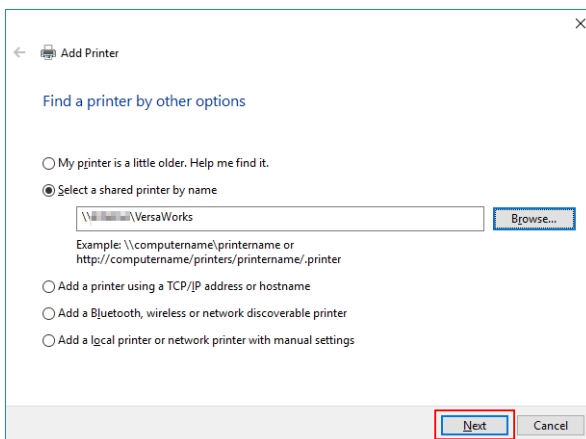 Add Printer
Find a printer by other options
My printer is a little older. Help me find it.
Select a shared printer by name
\\ \VersaWorks
Browse...
Example: \\computername\printername or
http://computername/printers/printername/.printer
Add a printer using a TCP/IP address or hostname
Add a Bluetooth, wireless or network discoverable printer
Add a local printer or network printer with manual settings
Next Cancel